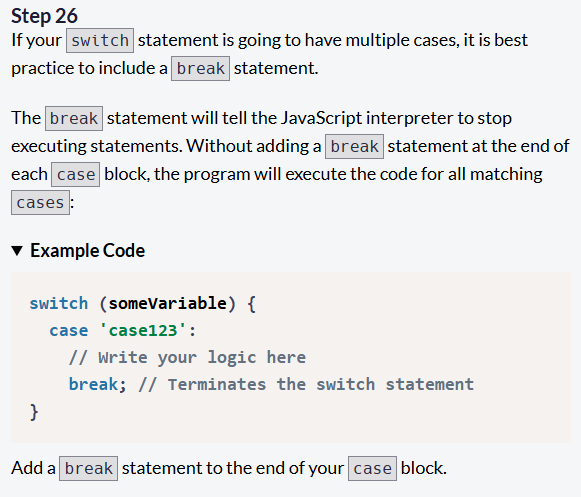 Step 26
If your switch statement is going to have multiple cases, it is best
practice to include a break statement.
The break statement will tell the JavaScript interpreter to stop
executing statements. Without adding a break statement at the end of
each case block, the program will execute the code for all matching
cases:
▼ Example Code
switch (someVariable) {
  case 'case123':
    // Write your logic here
    break; // Terminates the switch statement
}
Add a break statement to the end of your case block.